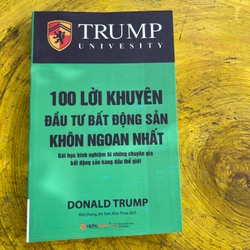 TRUMP
UNIVESITY
100 LỜI KHUYÊN
ĐẦU TƯ BẤT ĐỘNG SẢN
KHÔN NGOAN NHẤT
Bài học kinh nghiệm từ những chuyên gia
bất động sản hàng đầu thế giới
DONALD TRUMP